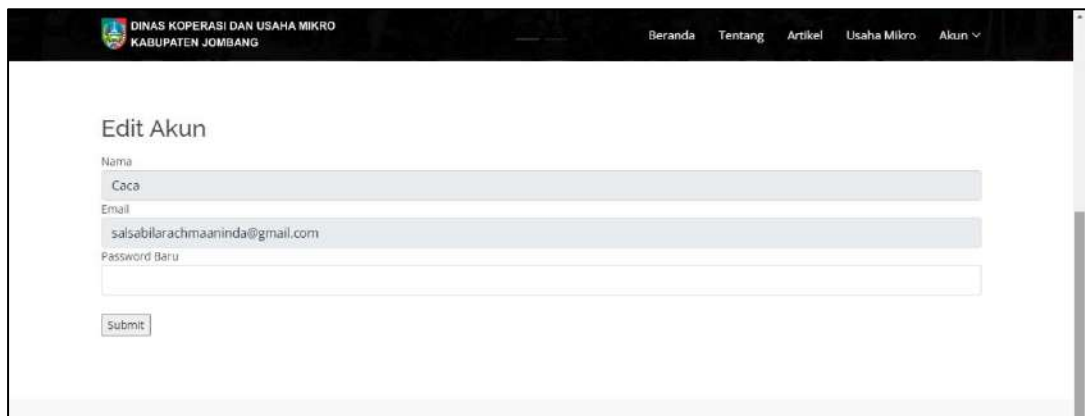 DINAS KOPERASI DAN USAHA MIKRO
KABUPATEN JOMBANG
Beranda Tentang Artikel Usaha Mikro Akun
Edit Akun
Nama
Caca
Email
salsabilarachmaaninda@gmail.com
Password Baru
Submit